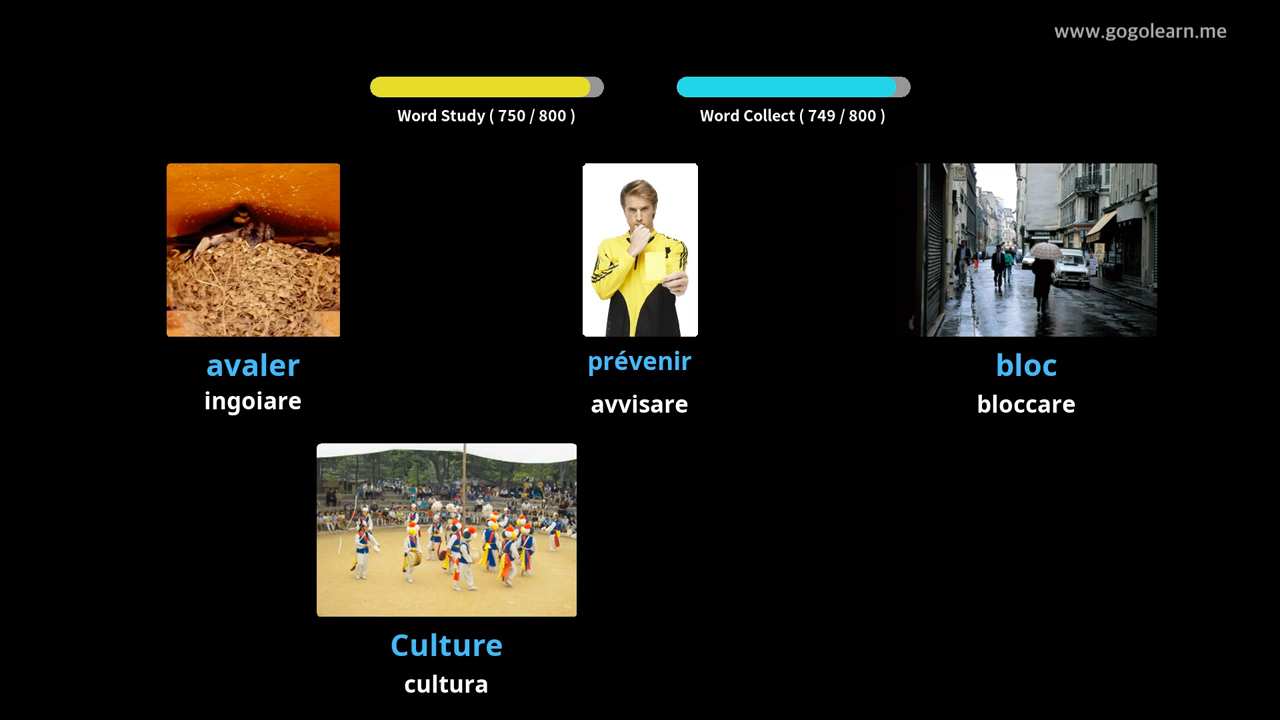 www.gogolearn.me
Word Study ( 750 / 800 )
Word Collect ( 749 / 800 )
avaler
ingoiare
prévenir
avvisare
bloc
bloccare
Culture
cultura